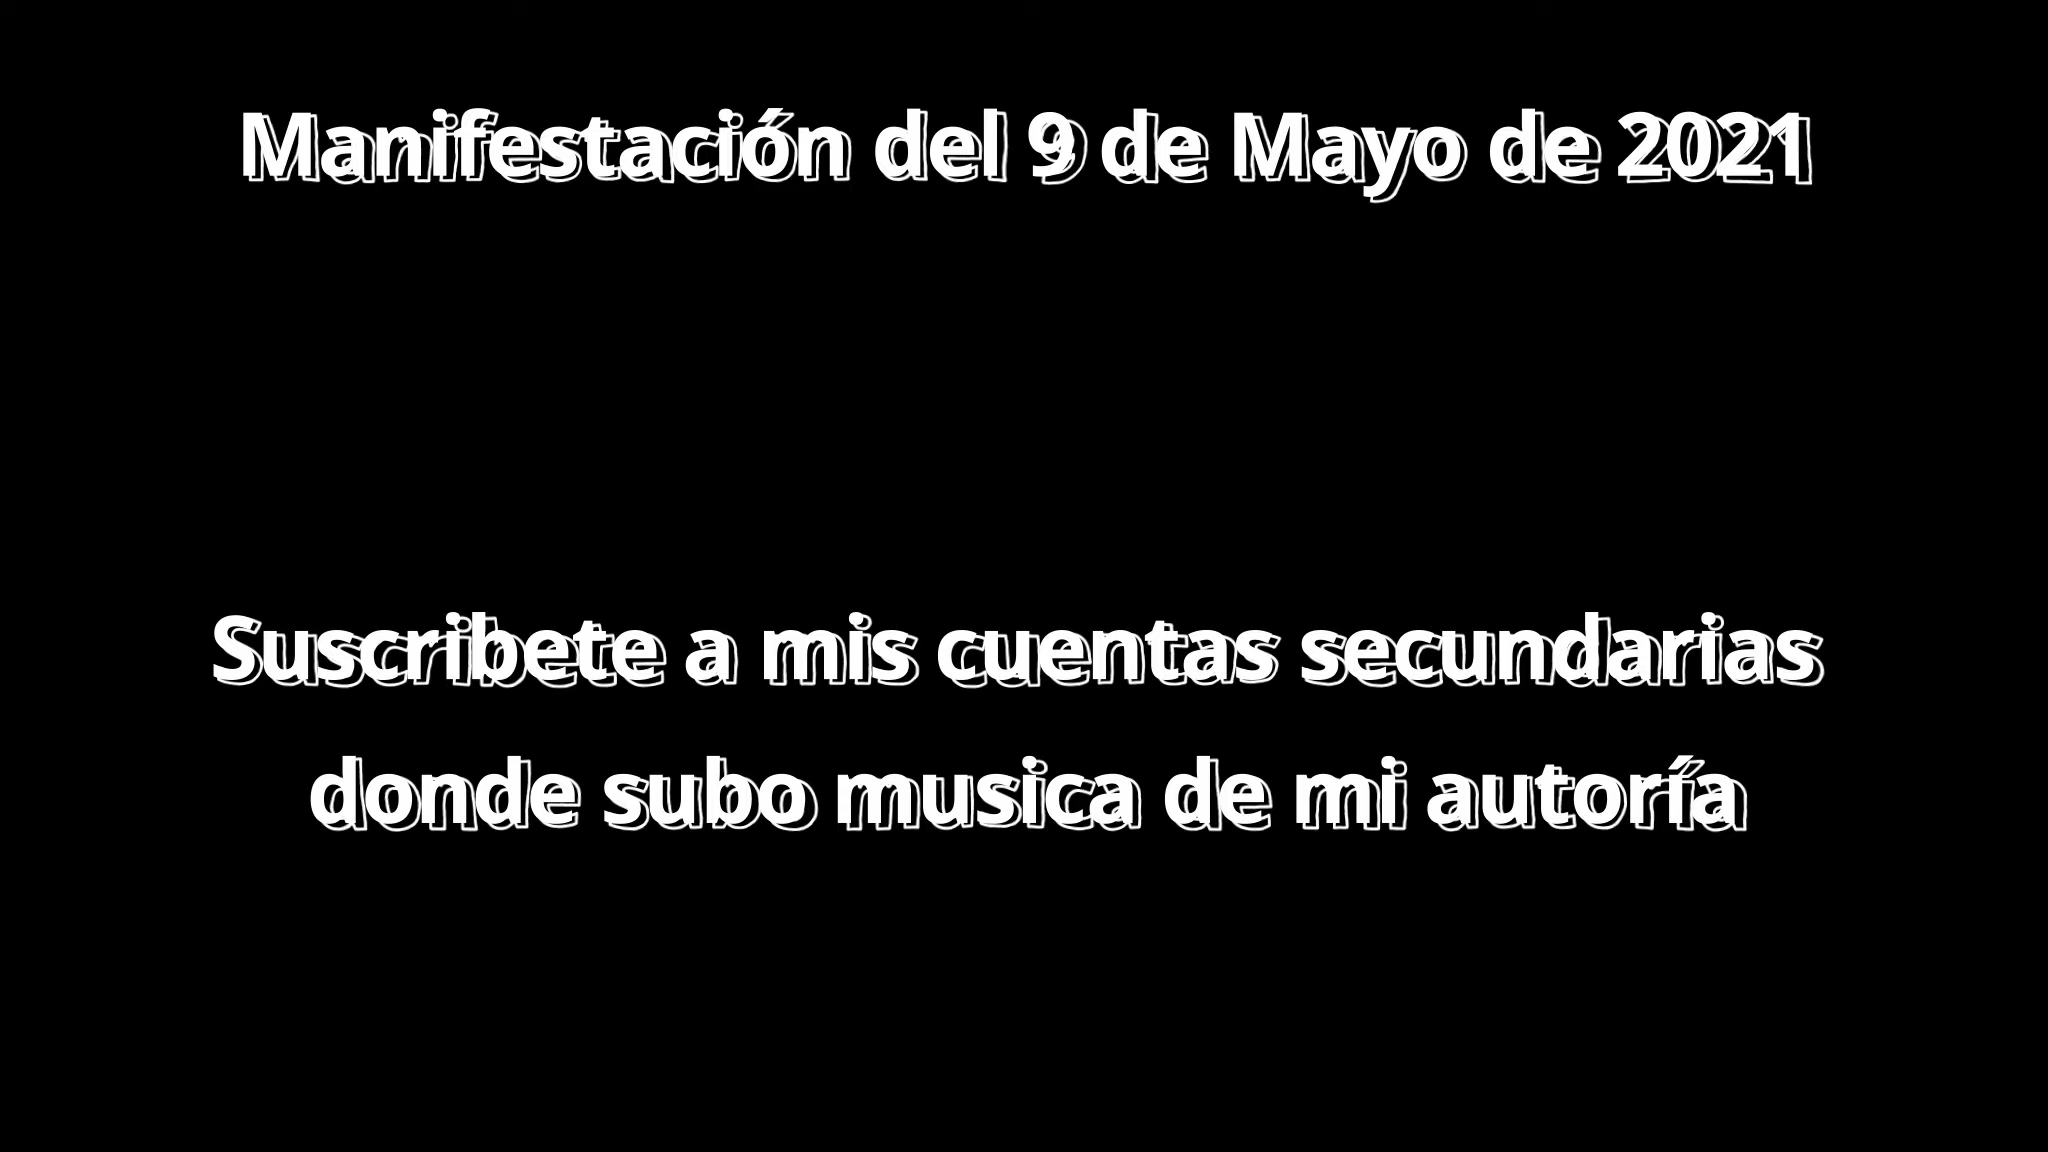 Manifestación del 9 de Mayo de 2021
Suscribete a mis cuentas secundarias
donde subo musica de mi autoría